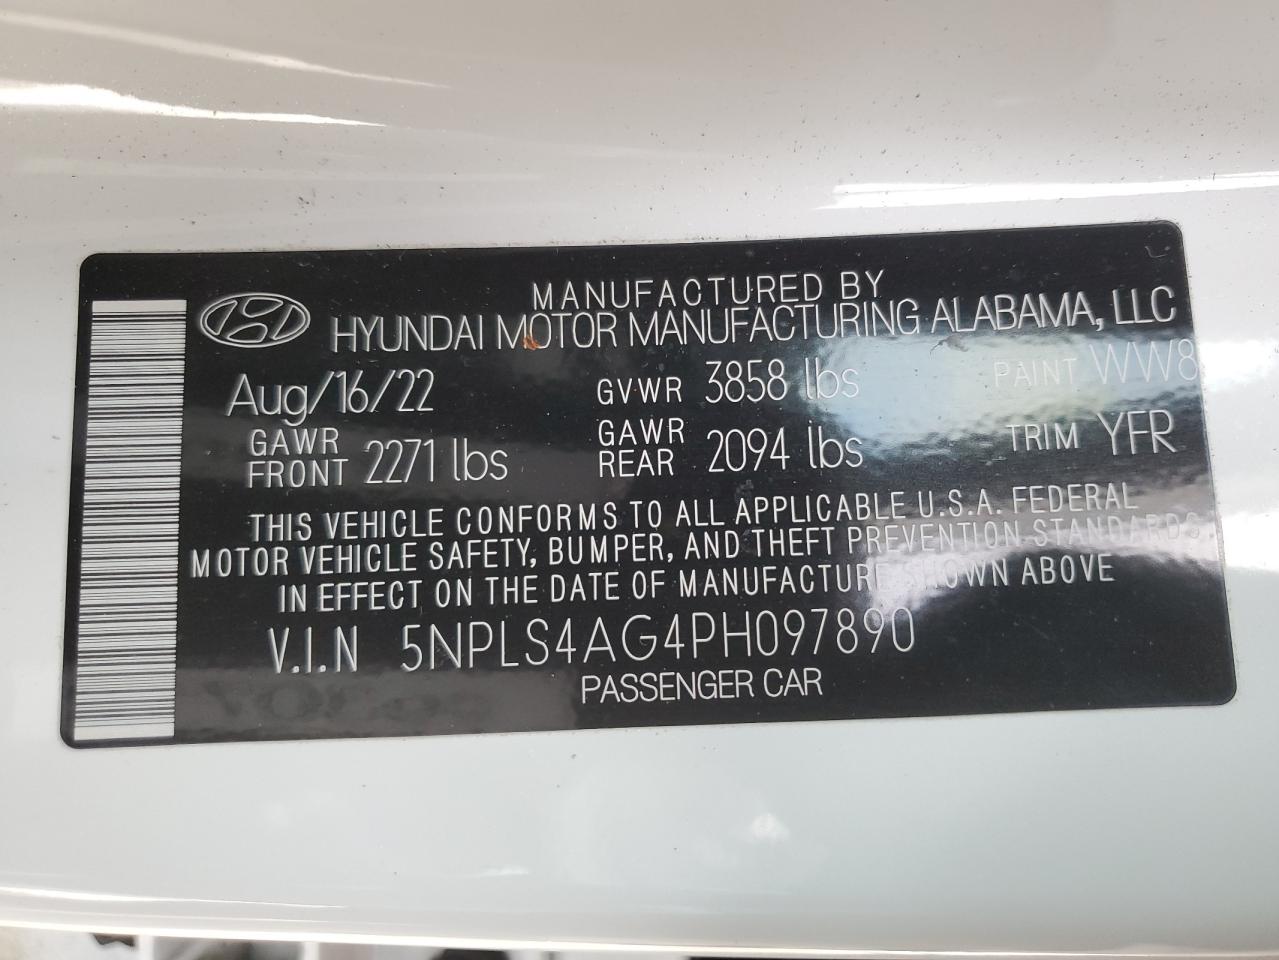 MANUFACTURED BY
HYUNDAI MOTOR MANUFACTURING ALABAMA, LLC
Aug/16/22 GVWR 3858 lbs PAINT WW8
GAWR FRONT 2271 lbs GAWR REAR 2094 lbs TRIM YFR
THIS VEHICLE CONFORMS TO ALL APPLICABLE U.S.A. FEDERAL
MOTOR VEHICLE SAFETY, BUMPER, AND THEFT PREVENTION STANDARDS
IN EFFECT ON THE DATE OF MANUFACTURE SHOWN ABOVE
V.I.N 5NPLS4AG4PH097890
PASSENGER CAR